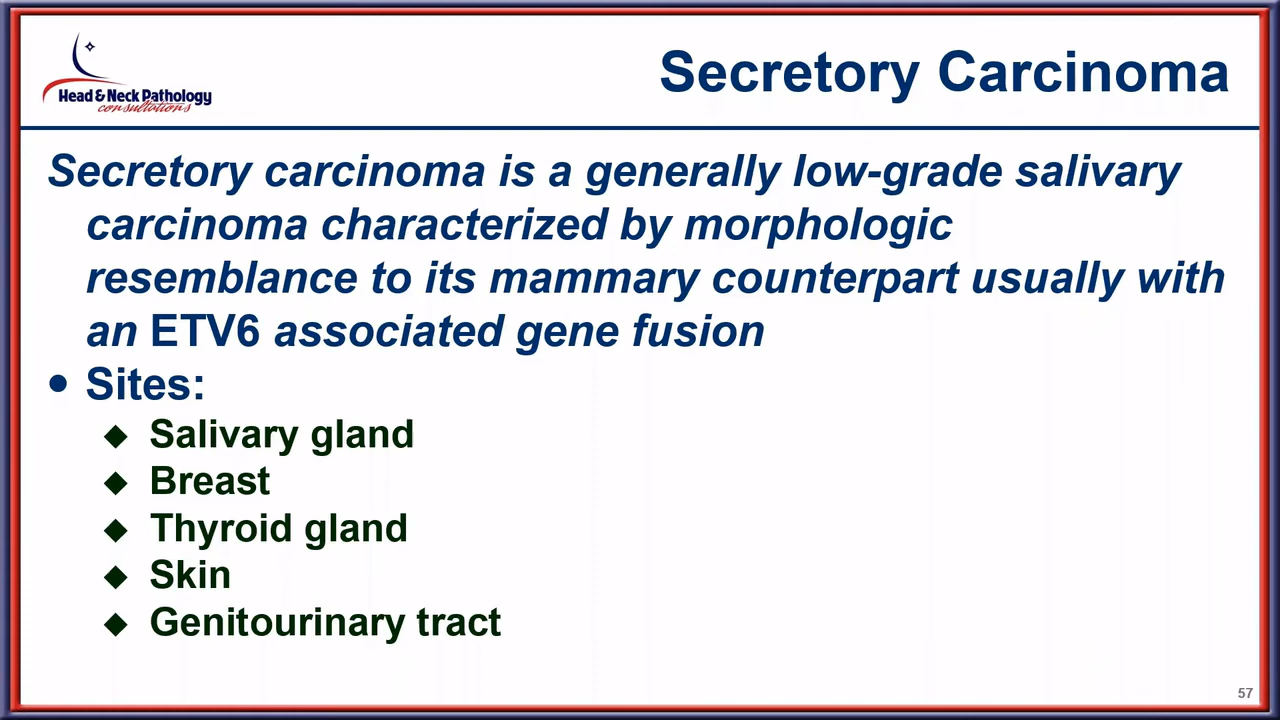 Head & Neck Pathology
consultations
Secretory Carcinoma
Secretory carcinoma is a generally low-grade salivary
carcinoma characterized by morphologic
resemblance to its mammary counterpart usually with
an ETV6 associated gene fusion
• Sites:
◆ Salivary gland
◆ Breast
◆ Thyroid gland
◆ Skin
◆ Genitourinary tract
57